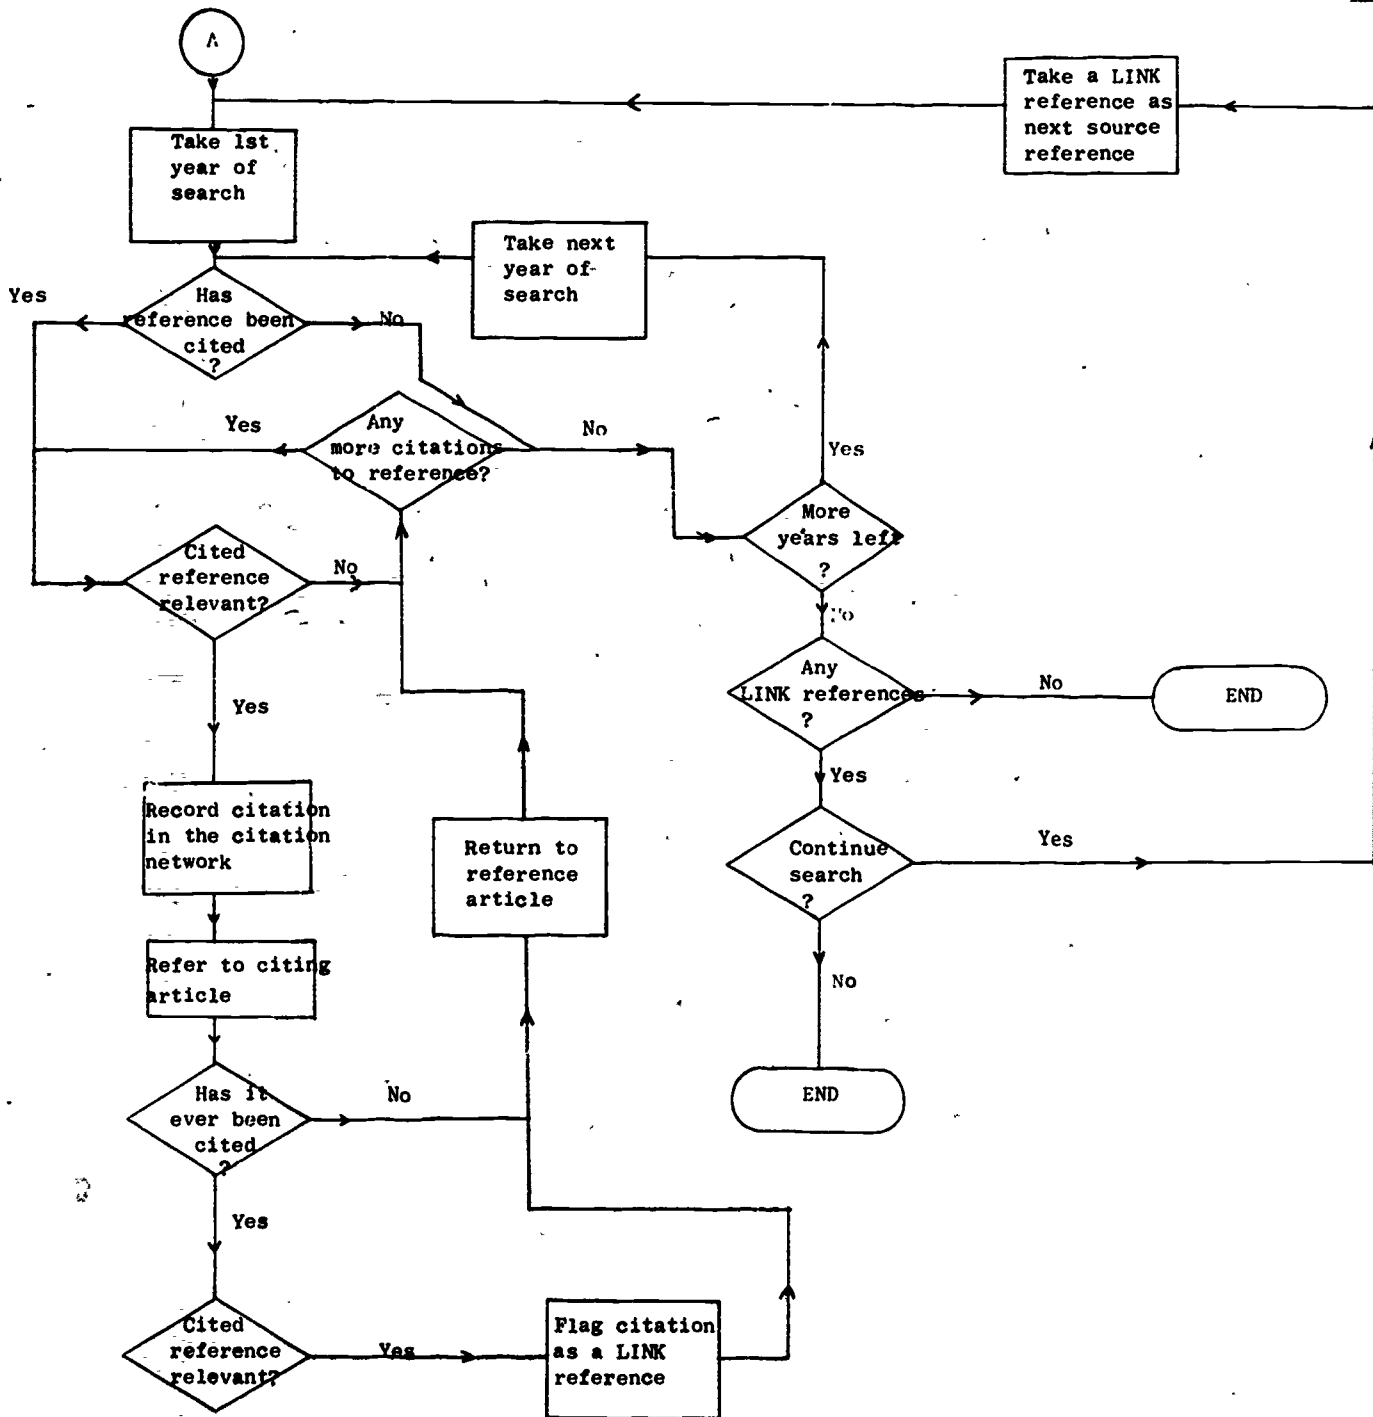 A
Take a LINK
reference as
next source
reference
Take 1st
year of
search
Take next
year of
search
Yes
Has
reference been
cited
?
No
Yes
Any
more citations
to reference?
No
Yes
More
years left
?
No
Cited
reference
relevant?
No
Any
LINK references
?
No
END
Yes
Yes
Record citation
in the citation
network
Return to
reference
article
Continue
search
?
Yes
Refer to citing
article
No
Has it
ever been
cited
?
No
END
Yes
Cited
reference
relevant?
Yes
Flag citation
as a LINK
reference